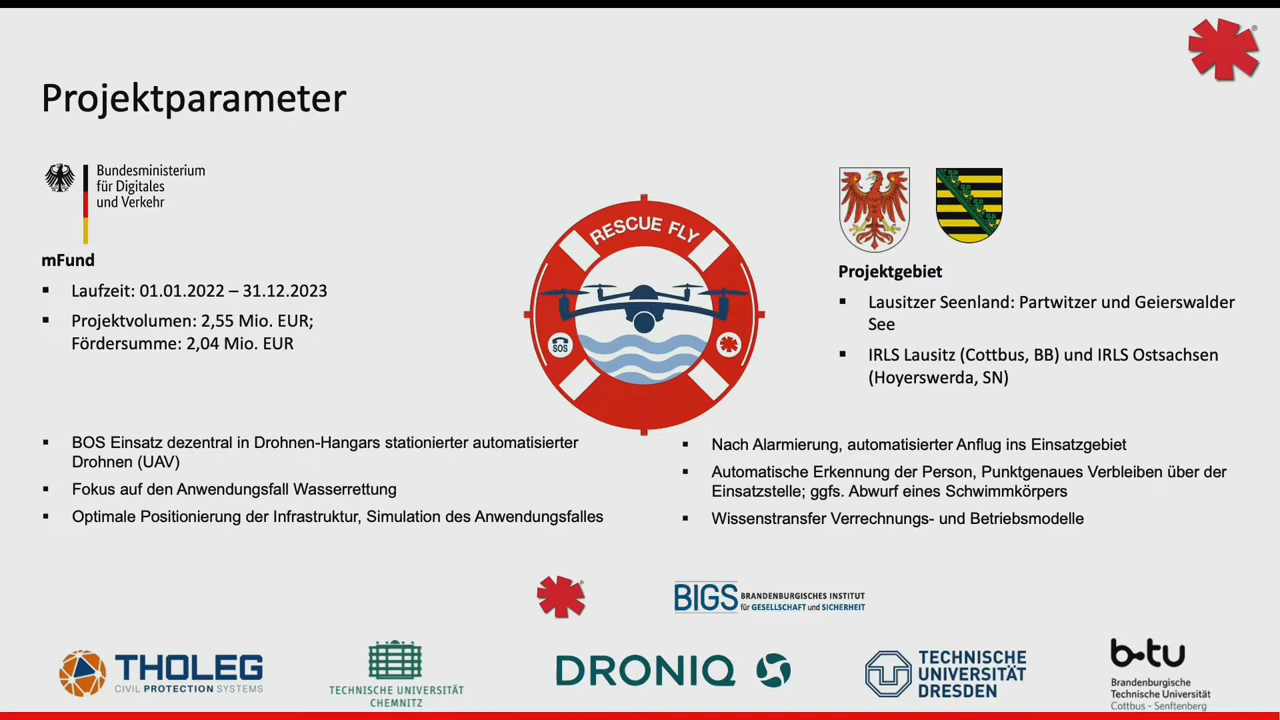 Projektparameter
Bundesministerium
für Digitales
und Verkehr
mFund
▪ Laufzeit: 01.01.2022 – 31.12.2023
▪ Projektvolumen: 2,55 Mio. EUR;
Fördersumme: 2,04 Mio. EUR
RESCUE FLY
SOS
Projektgebiet
▪ Lausitzer Seenland: Partwitzer und Geierswalder
See
▪ IRLS Lausitz (Cottbus, BB) und IRLS Ostsachsen
(Hoyerswerda, SN)
▪ BOS Einsatz dezentral in Drohnen-Hangars stationierter automatisierter
Drohnen (UAV)
▪ Fokus auf den Anwendungsfall Wasserrettung
▪ Optimale Positionierung der Infrastruktur, Simulation des Anwendungsfalles
▪ Nach Alarmierung, automatisierter Anflug ins Einsatzgebiet
▪ Automatische Erkennung der Person, Punktgenaues Verbleiben über der
Einsatzstelle; ggfs. Abwurf eines Schwimmkörpers
▪ Wissenstransfer Verrechnungs- und Betriebsmodelle
BIGS BRANDENBURGISCHES INSTITUT
für GESELLSCHAFT und SICHERHEIT
THOLEG
CIVIL PROTECTION SYSTEMS
TECHNISCHE UNIVERSITÄT
CHEMNITZ
DRONIQ
TECHNISCHE
UNIVERSITÄT
DRESDEN
b-tu
Brandenburgische
Technische Universität
Cottbus - Senftenberg